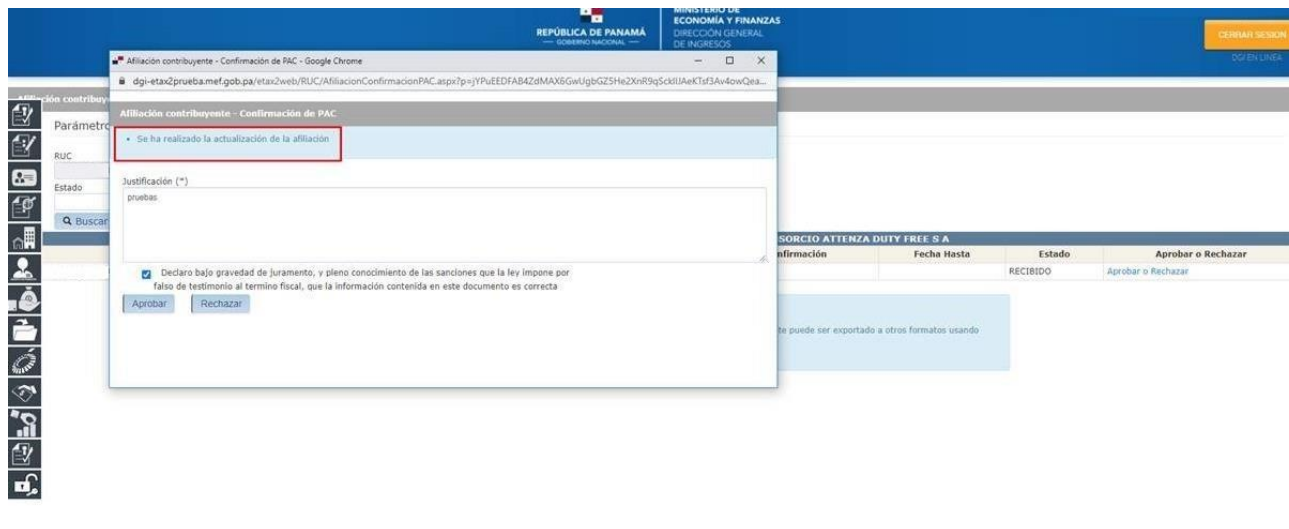 MINISTERIO DE
ECONOMÍA Y FINANZAS
REPÚBLICA DE PANAMÁ
— GOBIERNO NACIONAL —
DIRECCIÓN GENERAL
DE INGRESOS
CERRAR SESION
DGI EN LINEA
Afiliación contribuyente - Confirmación de PAC - Google Chrome
dgi-etax2prueba.mef.gob.pa/etax2web/RUC/AfiliacionConfirmacionPAC.aspx?p=
Afiliación contribuy
Afiliación contribuyente - Confirmación de PAC
Parámetro
Se ha realizado la actualización de la afiliación
RUC
Justificación (*)
Estado
pruebas
Buscar
SORCIO ATTENZA DUTY FREE S A
nfirmación Fecha Hasta Estado Aprobar o Rechazar
RECIBIDO Aprobar o Rechazar
Declaro bajo gravedad de juramento, y pleno conocimiento de las sanciones que la ley impone por
falso de testimonio al termino fiscal, que la información contenida en este documento es correcta
Aprobar Rechazar
te puede ser exportado a otros formatos usando